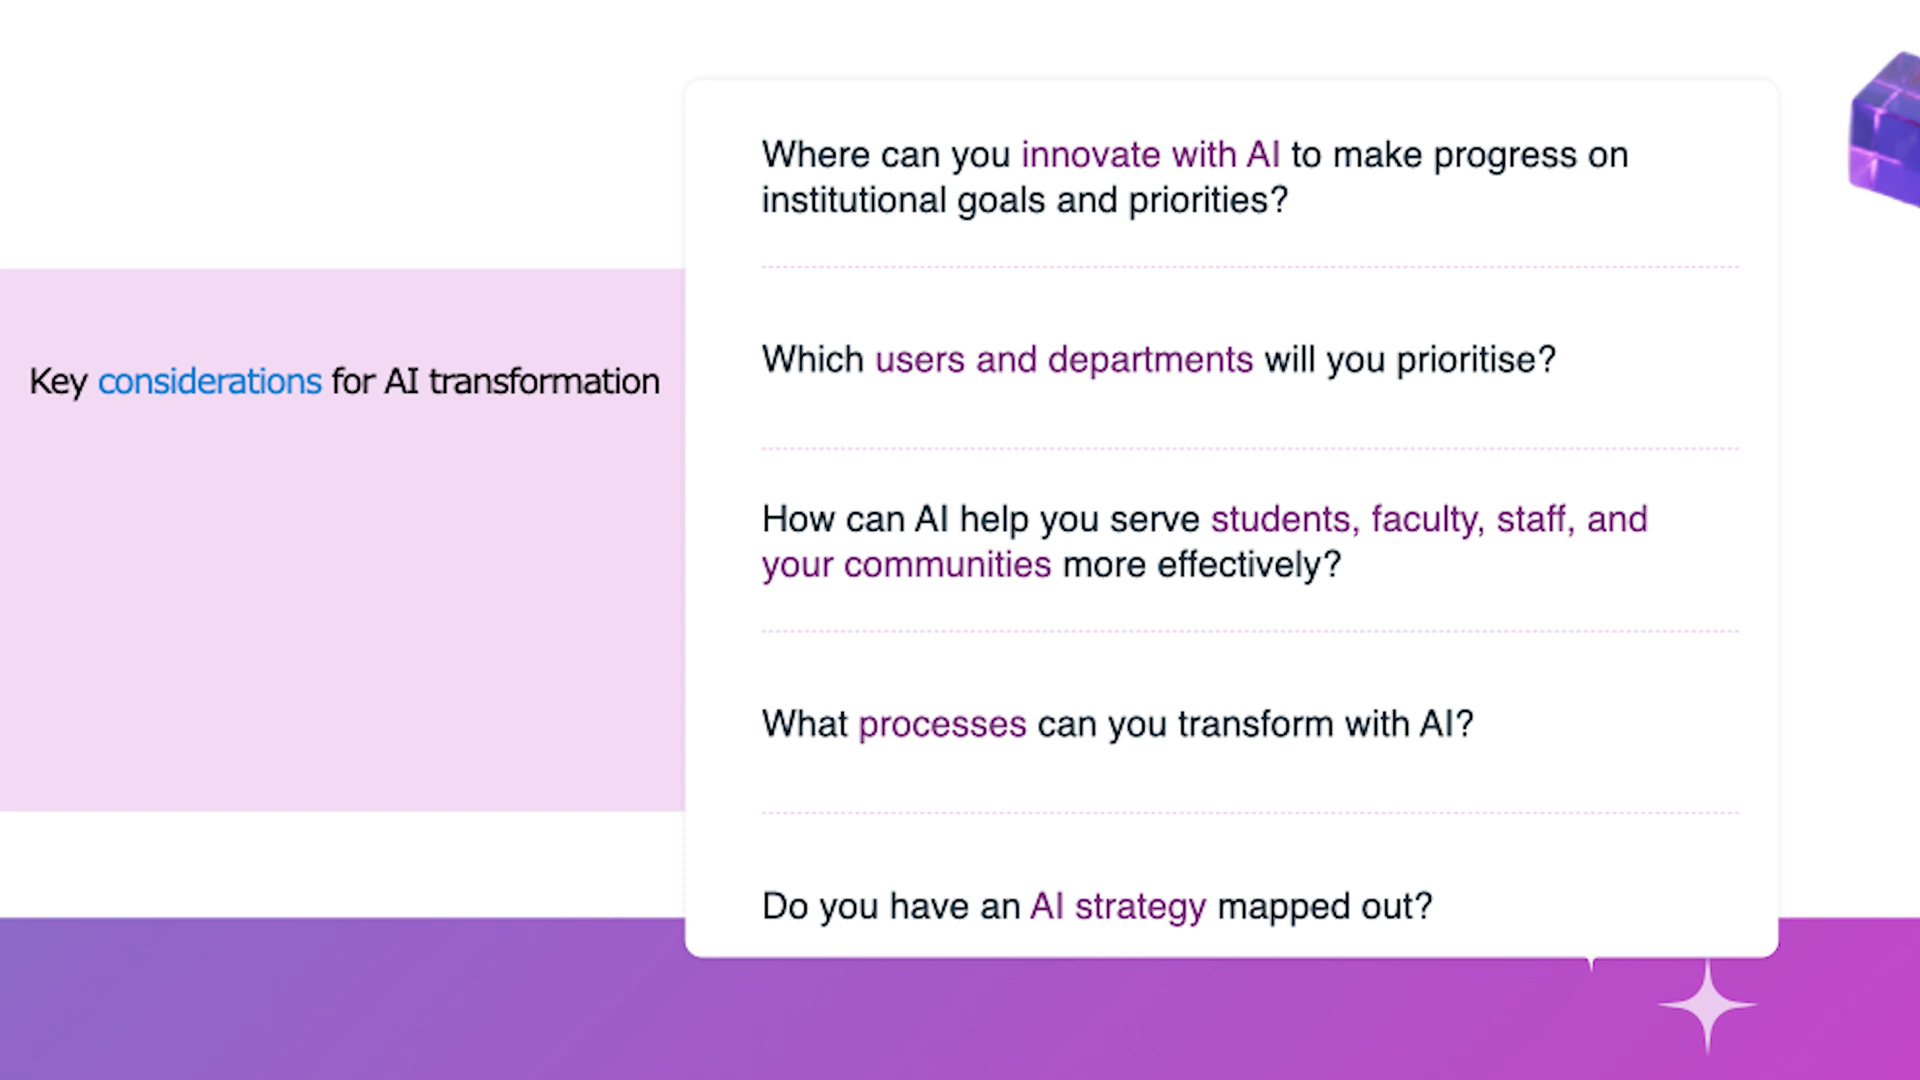 Key considerations for AI transformation
Where can you innovate with AI to make progress on
institutional goals and priorities?
Which users and departments will you prioritise?
How can AI help you serve students, faculty, staff, and
your communities more effectively?
What processes can you transform with AI?
Do you have an AI strategy mapped out?